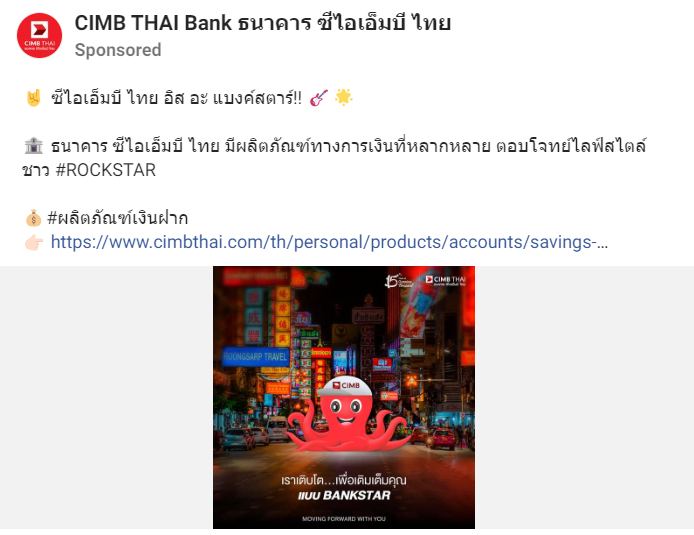 CIMB THAI
CIMB THAI Bank ธนาคาร ซีไอเอ็มบี ไทย
Sponsored
🤘 ซีไอเอ็มบี ไทย อิส อะ แบงค์สตาร์!! 🎸 🌟
🏦 ธนาคาร ซีไอเอ็มบี ไทย มีผลิตภัณฑ์ทางการเงินที่หลากหลาย ตอบโจทย์ไลฟ์สไตล์
ชาว #ROCKSTAR
💰 #ผลิตภัณฑ์เงินฝาก
👉🏻 https://www.cimbthai.com/th/personal/products/accounts/savings-…
15
CIMB THAI
ROONGSARP TRAVEL
CIMB
เราเติบโต...เพื่อเติมเต็มคุณ
แบบ BANKSTAR
MOVING FORWARD WITH YOU